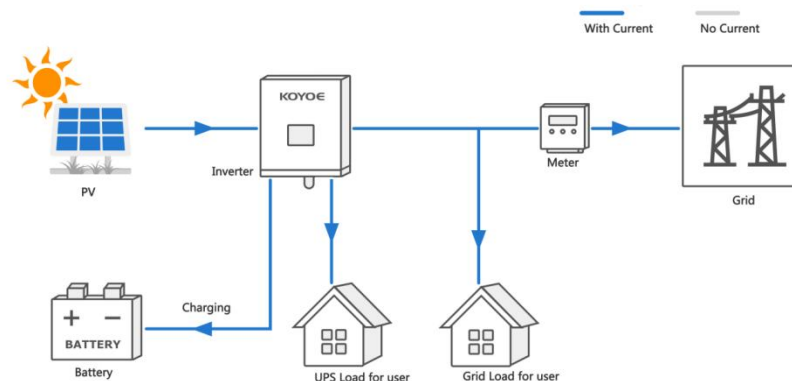 With Current
No Current
KOYOE
Inverter
PV
Meter
Grid
Charging
+ −
BATTERY
Battery
UPS Load for user
Grid Load for user